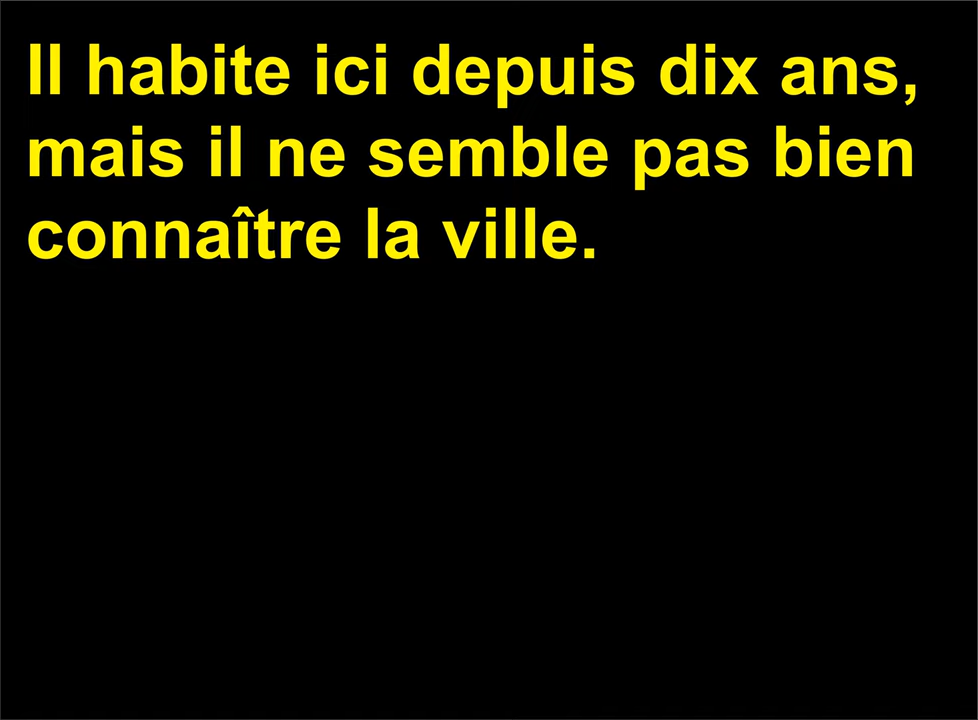 Il habite ici depuis dix ans,
mais il ne semble pas bien
connaître la ville.